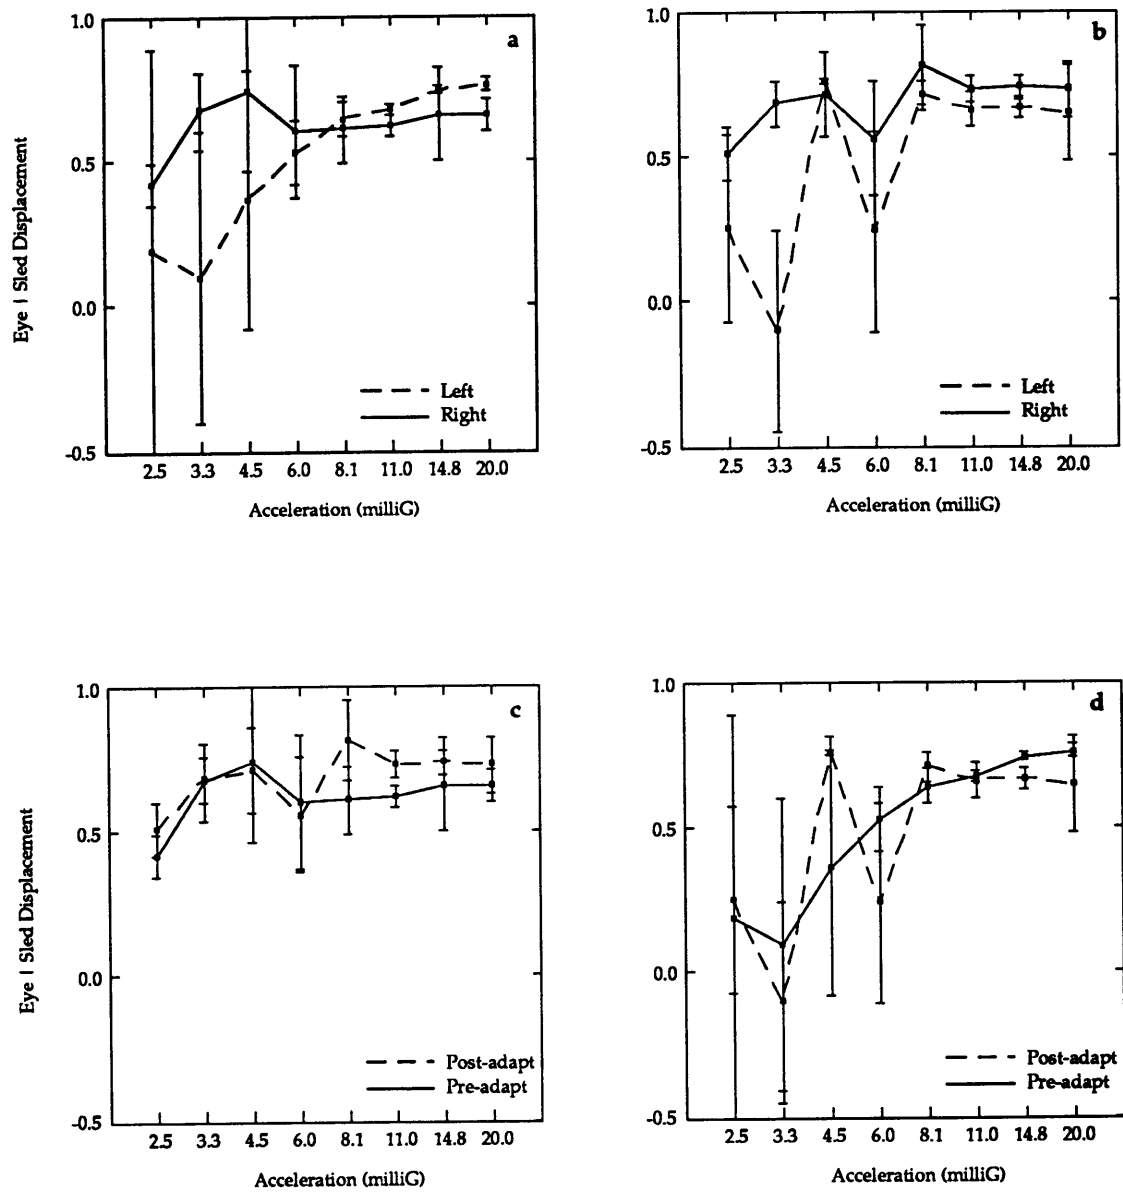 a
1.0
0.5
0.0
-0.5
Eye | Sled Displacement
Left
Right
2.5 3.3 4.5 6.0 8.1 11.0 14.8 20.0
Acceleration (milliG)
b
1.0
0.5
0.0
-0.5
Left
Right
2.5 3.3 4.5 6.0 8.1 11.0 14.8 20.0
Acceleration (milliG)
c
1.0
0.5
0.0
-0.5
Eye | Sled Displacement
Post-adapt
Pre-adapt
2.5 3.3 4.5 6.0 8.1 11.0 14.8 20.0
Acceleration (milliG)
d
1.0
0.5
0.0
-0.5
Post-adapt
Pre-adapt
2.5 3.3 4.5 6.0 8.1 11.0 14.8 20.0
Acceleration (milliG)